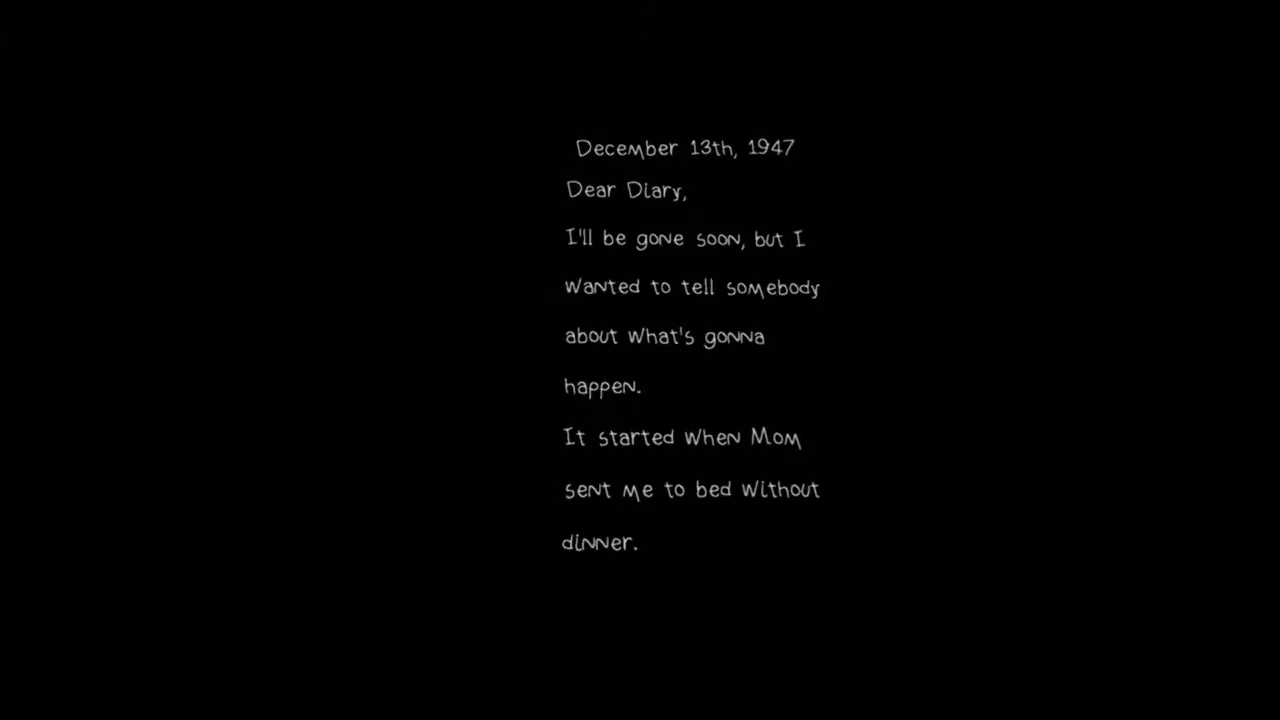 December 13th, 1947
Dear Diary,
I'll be gone soon, but I
wanted to tell somebody
about what's gonna
happen.
It started when Mom
sent me to bed without
dinner.